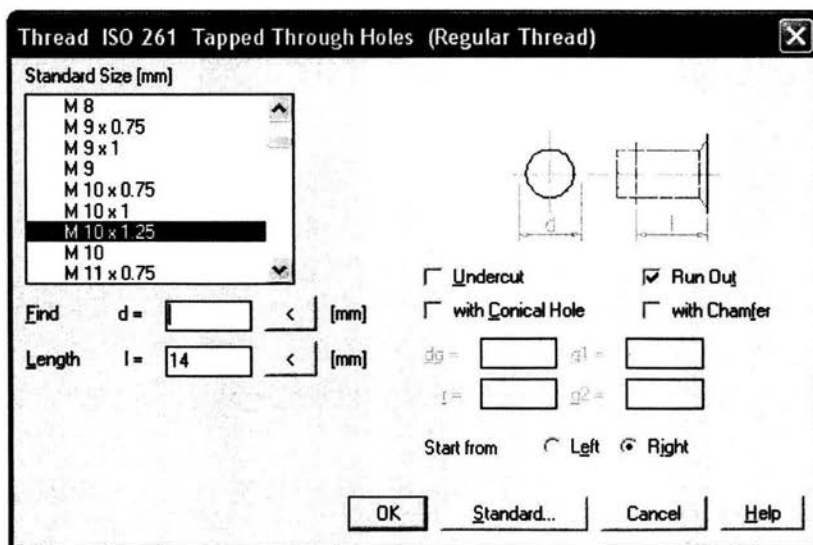 Thread ISO 261 Tapped Through Holes (Regular Thread)
Standard Size [mm]
M 8
M 9 x 0.75
M 9 x 1
M 9
M 10 x 0.75
M 10 x 1
M 10 x 1.25
M 10
M 11 x 0.75
d
l
Undercut
Run Out
with Conical Hole
with Chamfer
Find d = < [mm]
Length l = 14 < [mm]
dg = g1 =
r = g2 =
Start from Left Right
OK Standard... Cancel Help